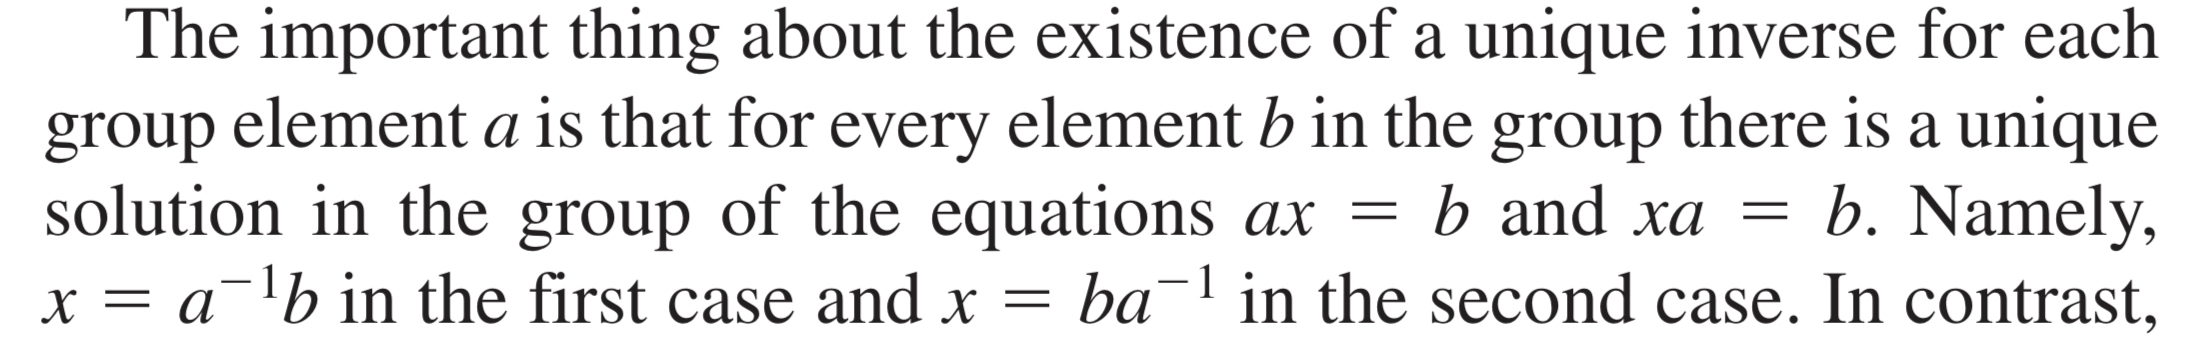 The important thing about the existence of a unique inverse for each
group element a is that for every element b in the group there is a unique
solution in the group of the equations ax = b and xa = b. Namely,
x = a⁻¹b in the first case and x = ba⁻¹ in the second case. In contrast,